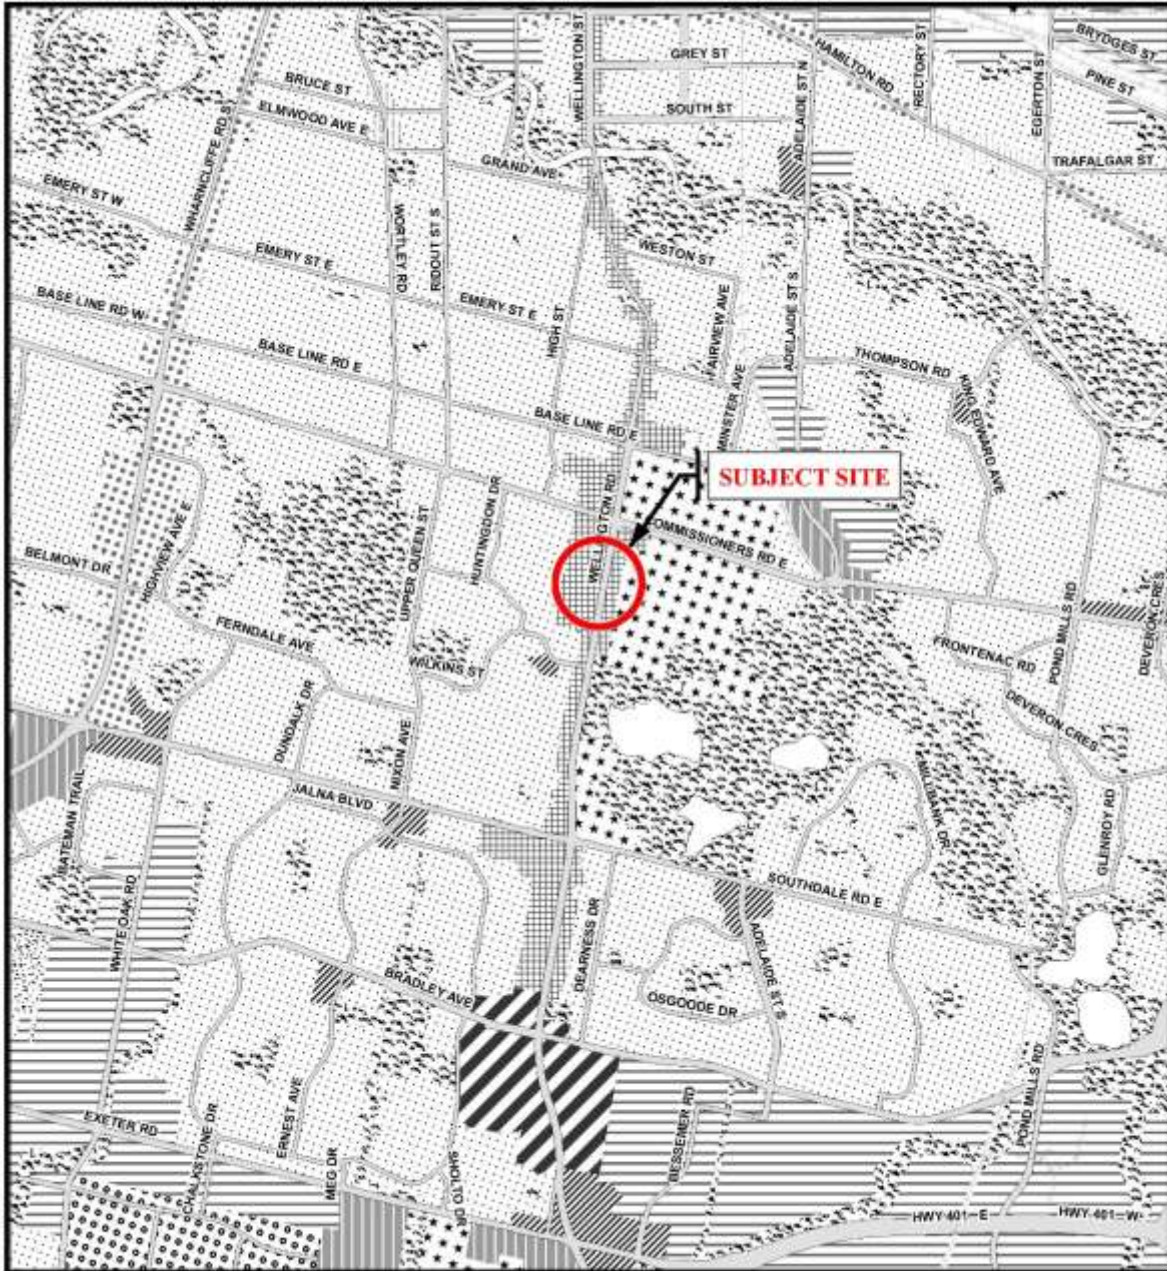 WELLINGTON ST
GREY ST
SOUTH ST
ADELAIDE ST N
HAMILTON RD
RECTORY ST
EGERTON ST
BRYDGES ST
PINE ST
TRAFALGAR ST
BRUCE ST
ELMWOOD AVE E
WHARNCLIFFE RD S
GRAND AVE
EMERY ST W
WORTLEY RD
RIDOUT ST S
EMERY ST E
WESTON ST
FAIRVIEW AVE
ADELAIDE ST S
BASE LINE RD W
EMERY ST E
HIGH ST
BASE LINE RD E
THOMPSON RD
KING EDWARD AVE
MINSTER AVE
BASE LINE RD E
SUBJECT SITE
GTON RD
WELL
OMMISSIONERS RD E
HUNTINGDON DR
UPPER QUEEN ST
HIGHVIEW AVE E
BELMONT DR
FERNDALE AVE
WILKINS ST
FRONTENAC RD
POND MILLS RD
DEVERON CRES
DEVERON CRES
DUNDALK DR
NIXON AVE
JALNA BLVD
BATEMAN TRAIL
MILLBANK DR
GLENROY RD
SOUTHDALE RD E
WHITE OAK RD
DEARNESS DR
ADELAIDE ST S
BRADLEY AVE
OSGOODE DR
POND MILLS RD
BESSEMER RD
EXETER RD
CHALKSTONE DR
ERNEST AVE
MEG DR
SHOLTO DR
HWY 401 E
HWY 401 W